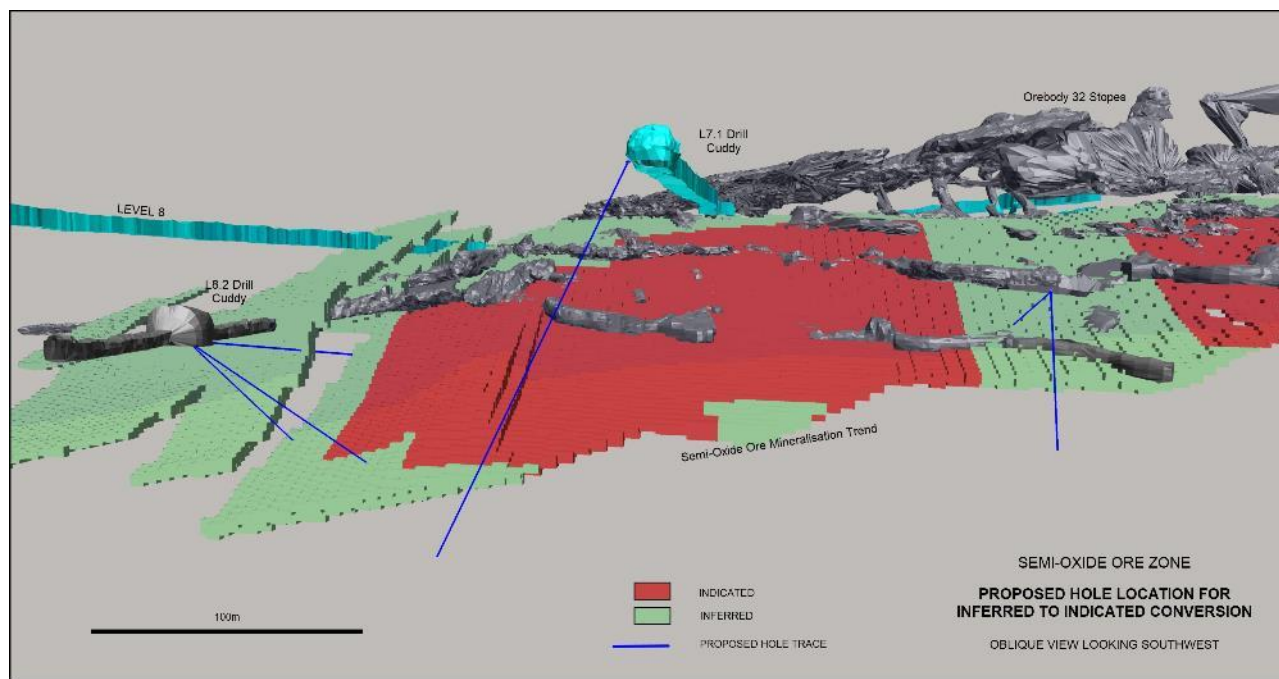 Orebody 32 Stopes
L7.1 Drill
Cuddy
LEVEL 8
L8.2 Drill
Cuddy
Semi-Oxide Ore Mineralisation Trend
100m
INDICATED
INFERRED
PROPOSED HOLE TRACE
SEMI-OXIDE ORE ZONE
PROPOSED HOLE LOCATION FOR
INFERRED TO INDICATED CONVERSION
OBLIQUE VIEW LOOKING SOUTHWEST